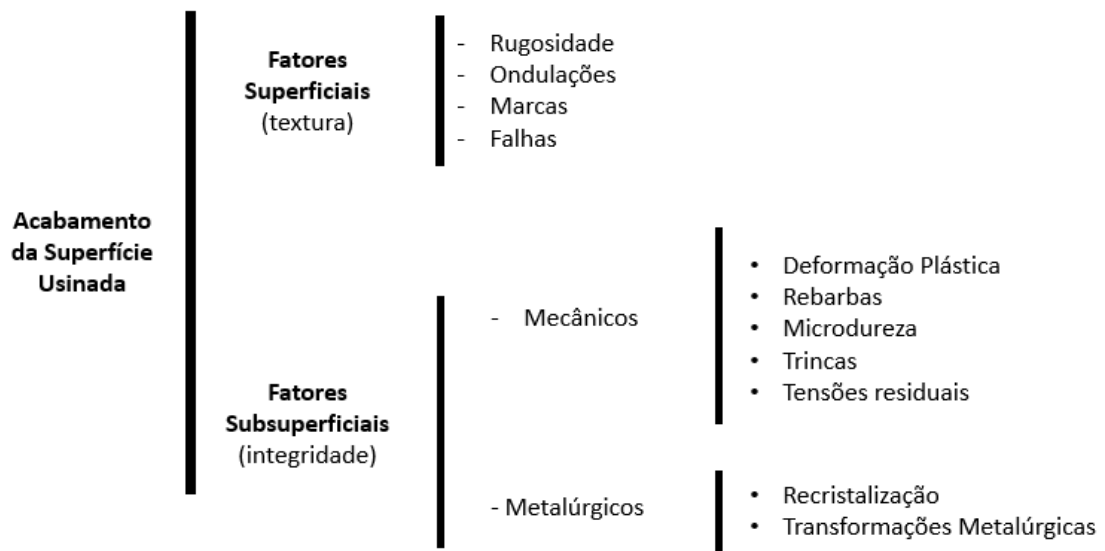 Acabamento
da Superfície
Usinada
Fatores
Superficiais
(textura)
- Rugosidade
- Ondulações
- Marcas
- Falhas
Fatores
Subsuperficiais
(integridade)
- Mecânicos
• Deformação Plástica
• Rebarbas
• Microdureza
• Trincas
• Tensões residuais
- Metalúrgicos
• Recristalização
• Transformações Metalúrgicas